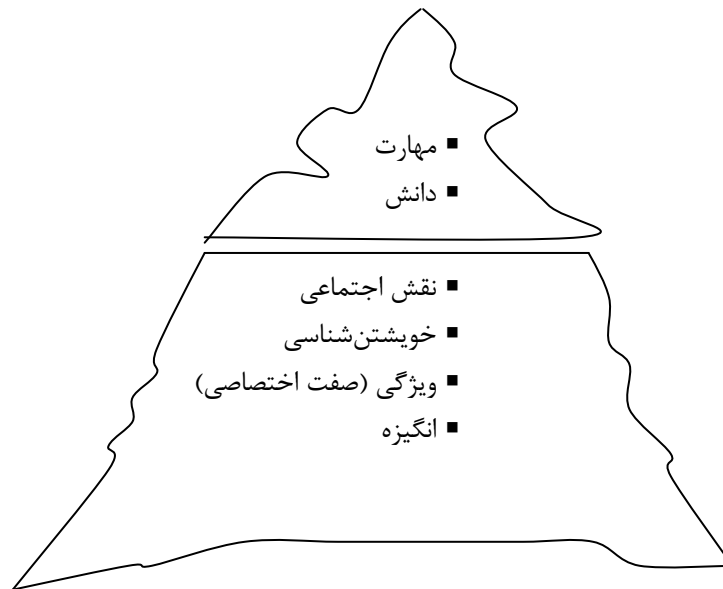 ▪ مهارت
▪ دانش
▪ نقش اجتماعی
▪ خویشتن‌شناسی
▪ ویژگی (صفت اختصاصی)
▪ انگیزه